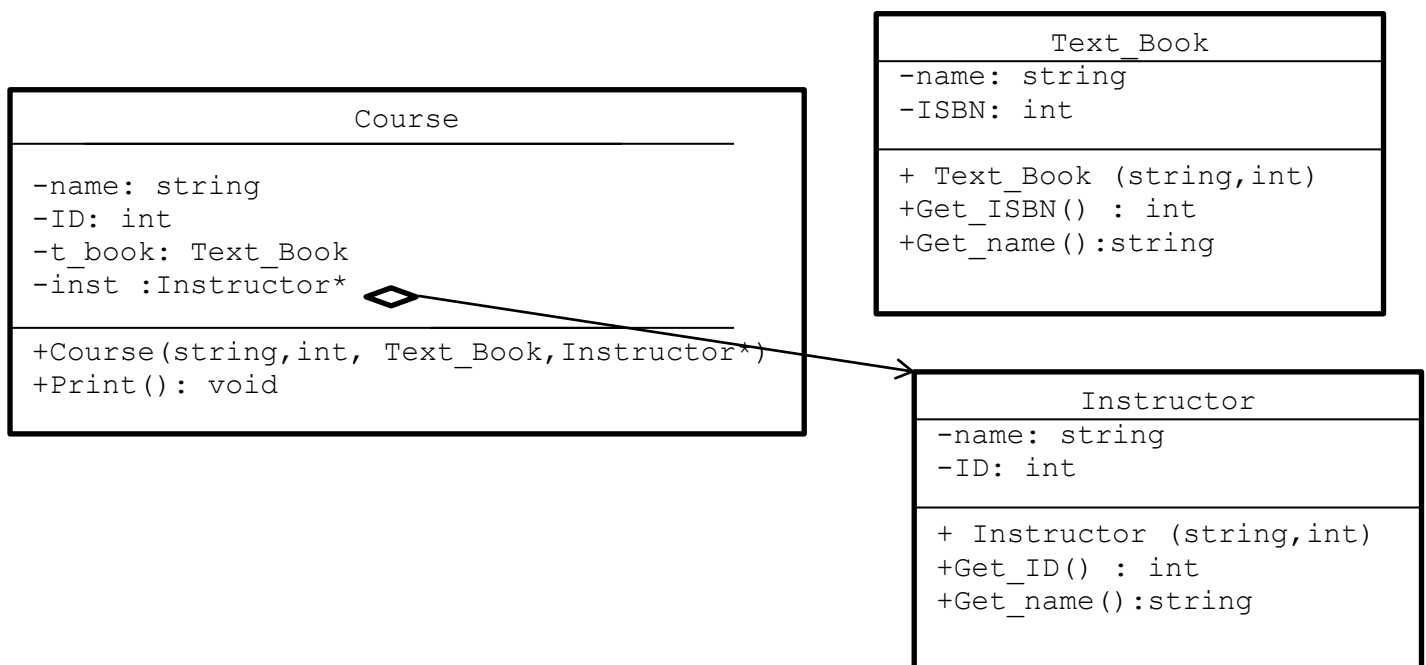 Course
-name: string
-ID: int
-t_book: Text_Book
-inst :Instructor*
+Course(string,int, Text_Book,Instructor*)
+Print(): void
Text_Book
-name: string
-ISBN: int
+ Text_Book (string,int)
+Get_ISBN() : int
+Get_name():string
Instructor
-name: string
-ID: int
+ Instructor (string,int)
+Get_ID() : int
+Get_name():string